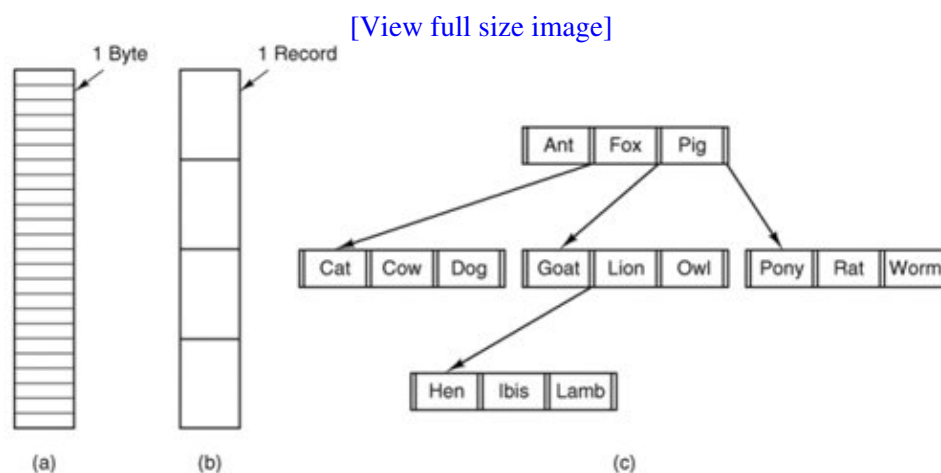 [View full size image]
1 Byte
1 Record
Ant Fox Pig
Cat Cow Dog
Goat Lion Owl
Pony Rat Worm
Hen Ibis Lamb
(a)
(b)
(c)